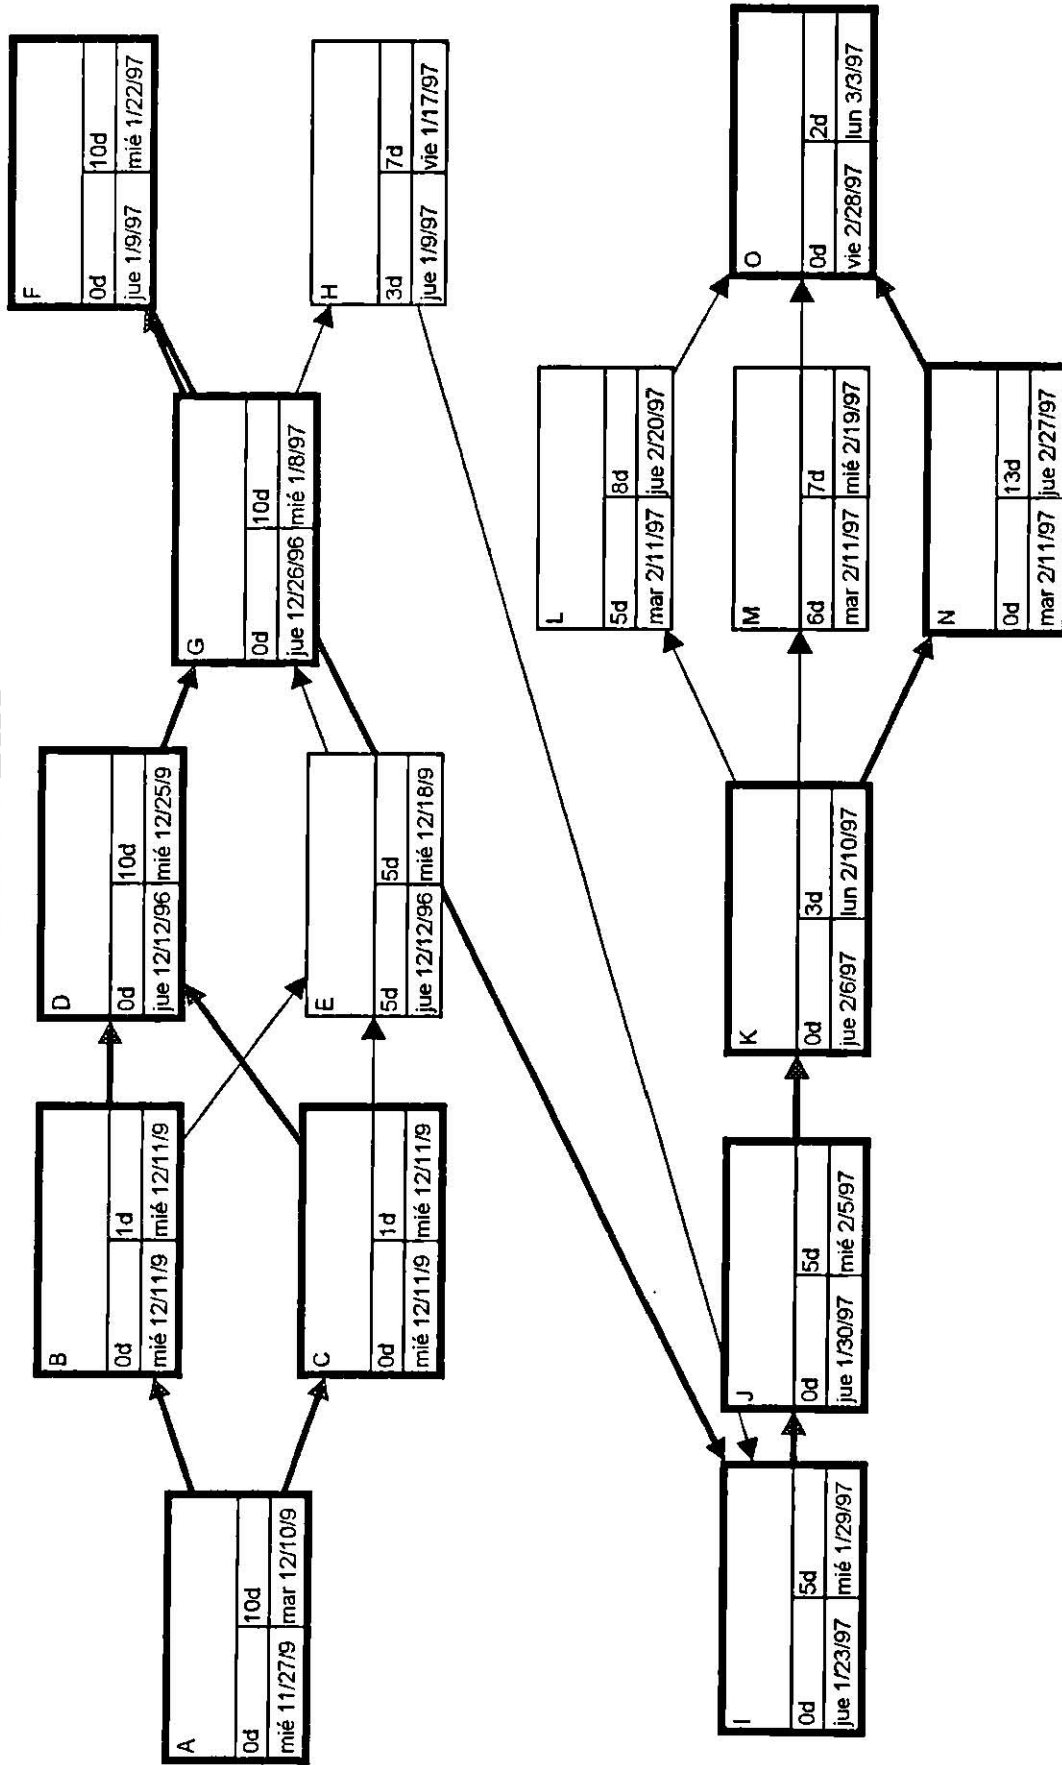 A
0d 10d
mié 11/27/9 mar 12/10/9
B
0d 1d
mié 12/11/9 mié 12/11/9
C
0d 1d
mié 12/11/9 mié 12/11/9
D
0d 10d
jue 12/12/96 mié 12/25/9
E
5d 5d
jue 12/12/96 mié 12/18/9
G
0d 10d
jue 12/26/96 mié 1/8/97
F
0d 10d
jue 1/9/97 mié 1/22/97
H
3d 7d
jue 1/9/97 vie 1/17/97
I
0d 5d
jue 1/23/97 mié 1/29/97
J
0d 5d
jue 1/30/97 mié 2/5/97
K
0d 3d
jue 2/6/97 lun 2/10/97
L
5d 8d
mar 2/11/97 jue 2/20/97
M
6d 7d
mar 2/11/97 mié 2/19/97
N
0d 13d
mar 2/11/97 jue 2/27/97
O
0d 2d
vie 2/28/97 lun 3/3/97